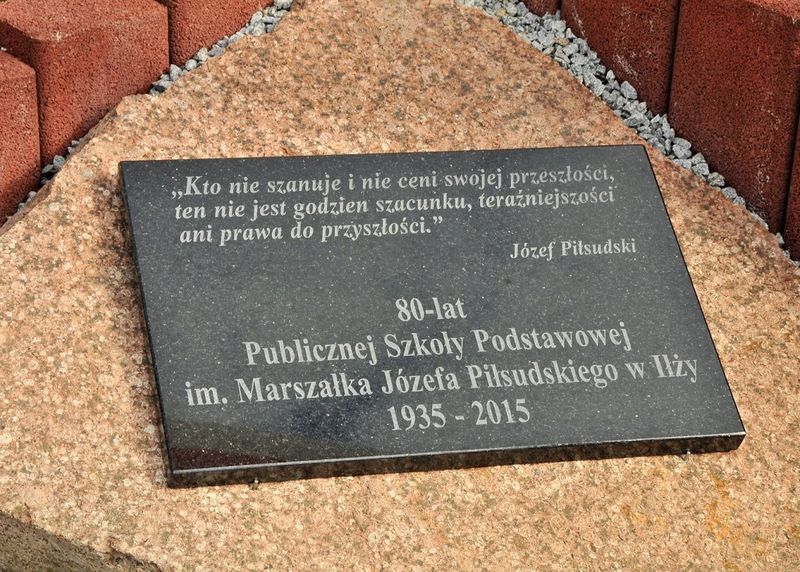 „Kto nie szanuje i nie ceni swojej przeszłości,
ten nie jest godzien szacunku, teraźniejszości
ani prawa do przyszłości.”
Józef Piłsudski
80-lat
Publicznej Szkoły Podstawowej
im. Marszałka Józefa Piłsudskiego w Iłży
1935 - 2015